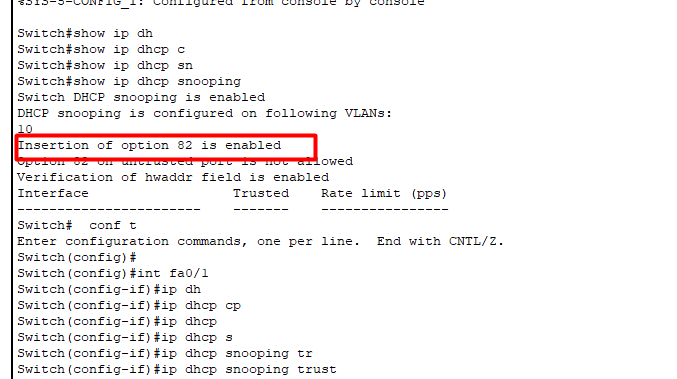 %SYS-5-CONFIG_I: Configured from console by console
Switch#show ip dh
Switch#show ip dhcp c
Switch#show ip dhcp sn
Switch#show ip dhcp snooping
Switch DHCP snooping is enabled
DHCP snooping is configured on following VLANs:
10
Insertion of option 82 is enabled
Option 82 on untrusted port is not allowed
Verification of hwaddr field is enabled
Interface Trusted Rate limit (pps)
----------------------- ------- ----------------
Switch# conf t
Enter configuration commands, one per line. End with CNTL/Z.
Switch(config)#
Switch(config)#int fa0/1
Switch(config-if)#ip dh
Switch(config-if)#ip dhcp cp
Switch(config-if)#ip dhcp
Switch(config-if)#ip dhcp s
Switch(config-if)#ip dhcp snooping tr
Switch(config-if)#ip dhcp snooping trust